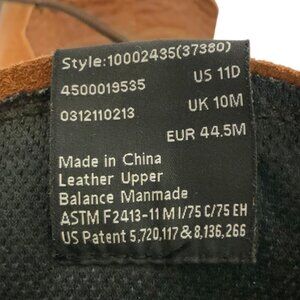 Style:10002435(37380)
4500019535 US 11D
0312110213 UK 10M
EUR 44.5M
Made in China
Leather Upper
Balance Manmade
ASTM F2413-11 M I/75 C/75 EH
US Patent 5,720,117 & 8,136,266